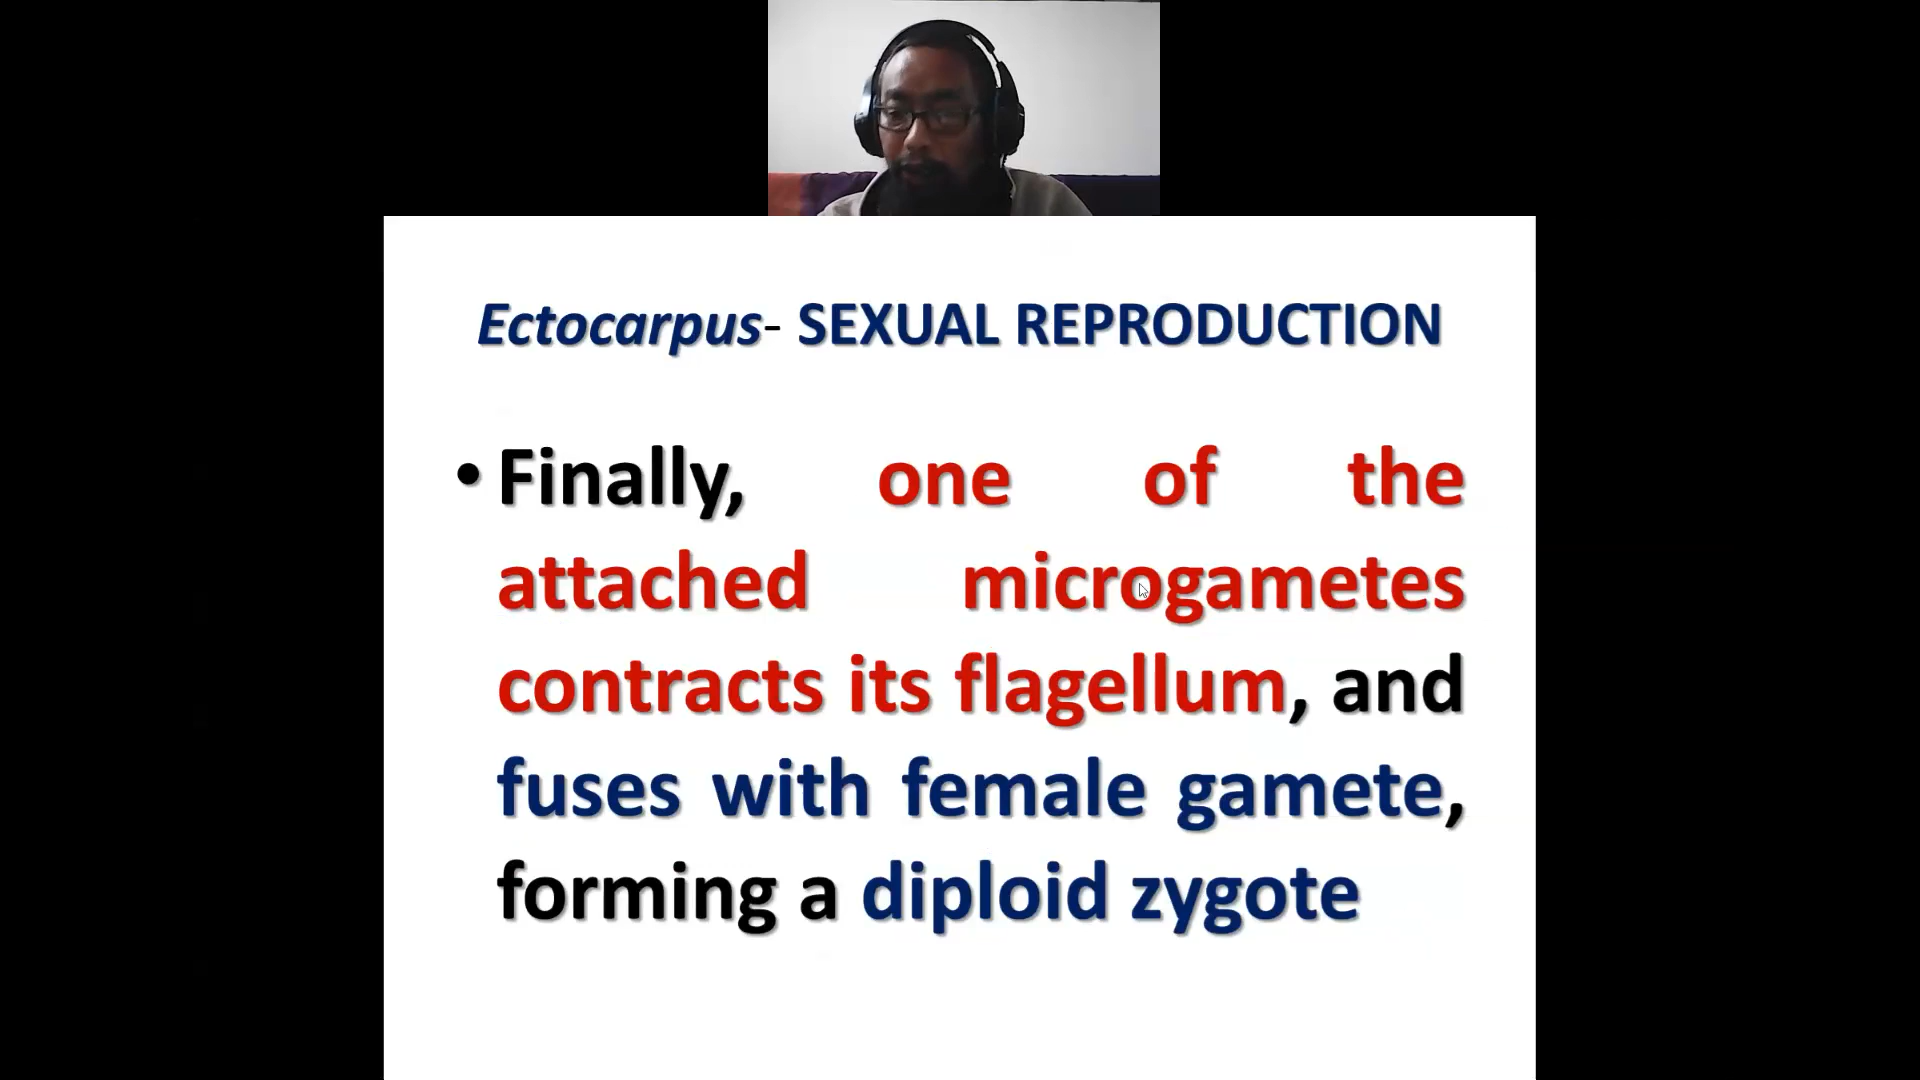 Ectocarpus- SEXUAL REPRODUCTION
• Finally, one of the
attached microgametes
contracts its flagellum, and
fuses with female gamete,
forming a diploid zygote